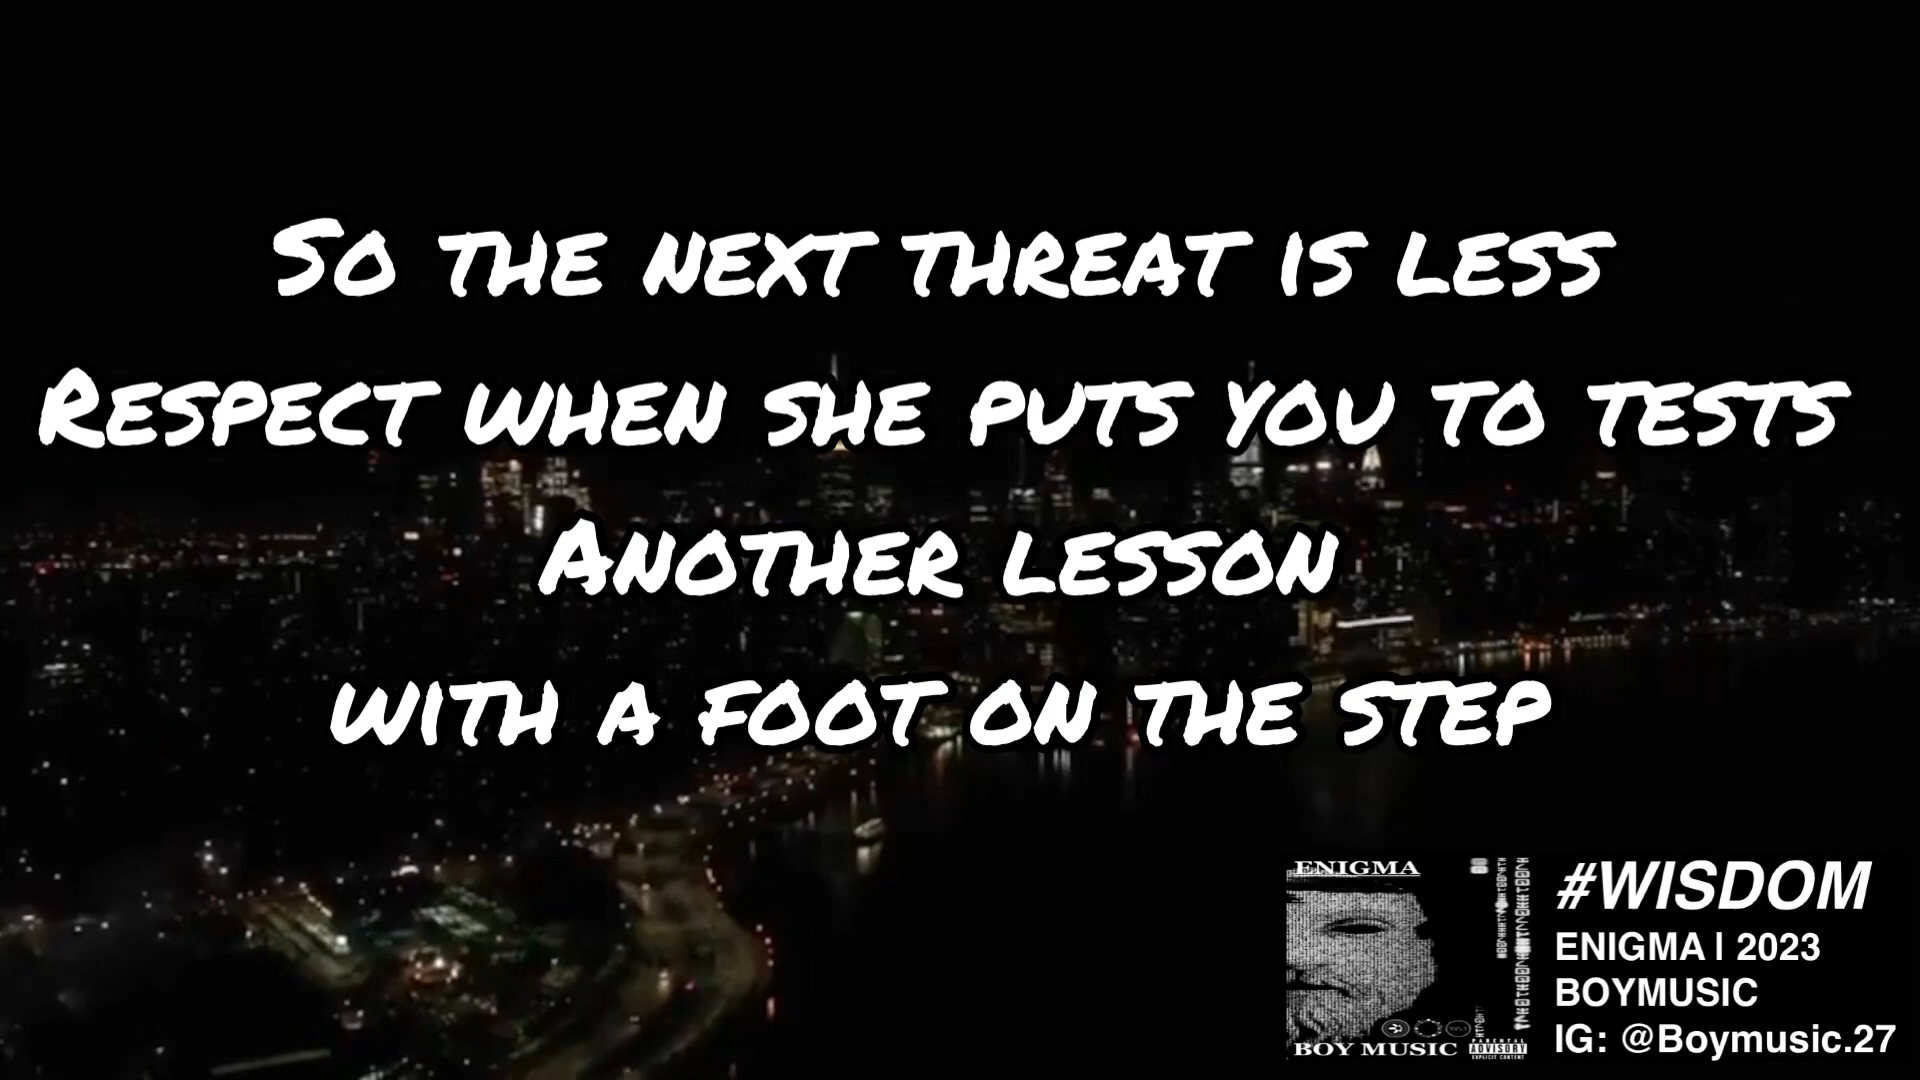 So the next threat is less
Respect when she puts you to tests
Another lesson
with a foot on the step
ENIGMA
BOY MUSIC
PARENTAL
ADVISORY
EXPLICIT CONTENT
#WISDOM
ENIGMA | 2023
BOYMUSIC
IG: @Boymusic.27